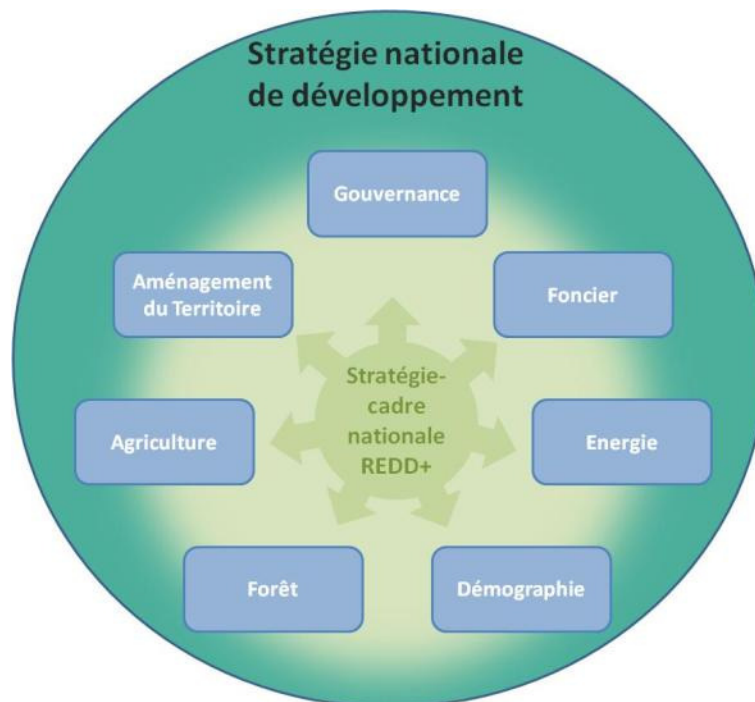 Stratégie nationale
de développement
Gouvernance
Aménagement
du Territoire
Foncier
Stratégie-
cadre
nationale
REDD+
Agriculture
Energie
Forêt
Démographie